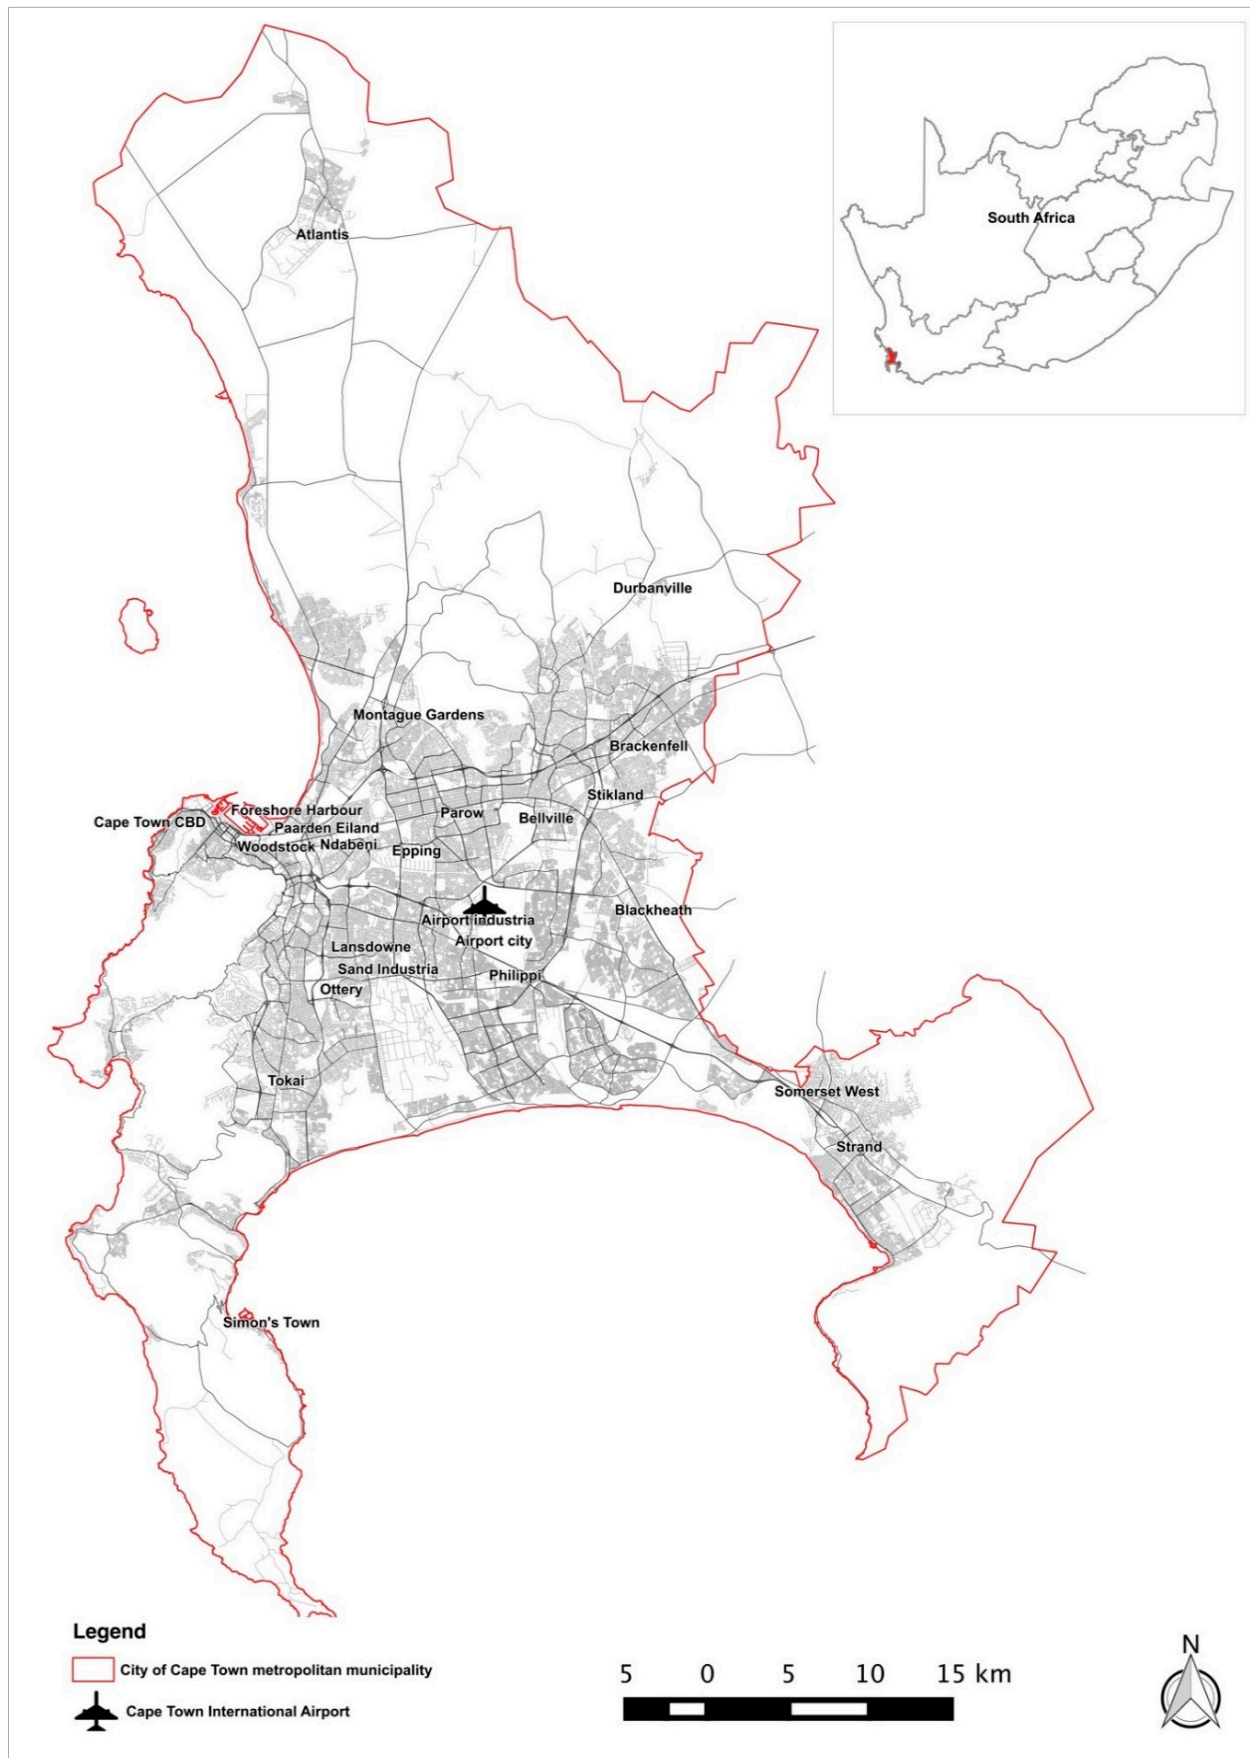 South Africa
Atlantis
Durbanville
Montague Gardens
Brackenfell
Stikland
Foreshore Harbour
Cape Town CBD
Parow
Bellville
Paarden Eiland
Woodstock
Ndabeni
Epping
Blackheath
Airport industria
Airport city
Lansdowne
Sand Industria
Philippi
Ottery
Tokai
Somerset West
Strand
Simon's Town
Legend
City of Cape Town metropolitan municipality
Cape Town International Airport
5 0 5 10 15 km
N